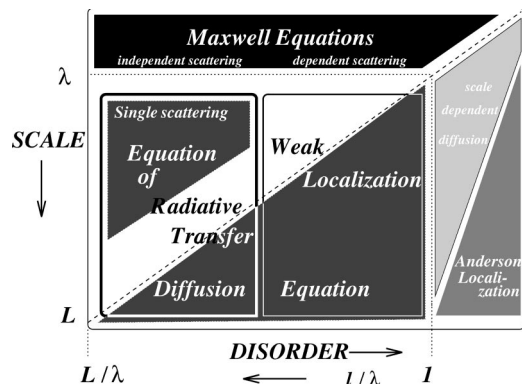 Maxwell Equations
independent scattering dependent scattering
λ
Single scattering
scale
dependent
diffusion
SCALE
Equation
of
Weak
Localization
Radiative
Transfer
Diffusion
Equation
Anderson
Locali-
zation
L
DISORDER
L/λ
l/λ
1